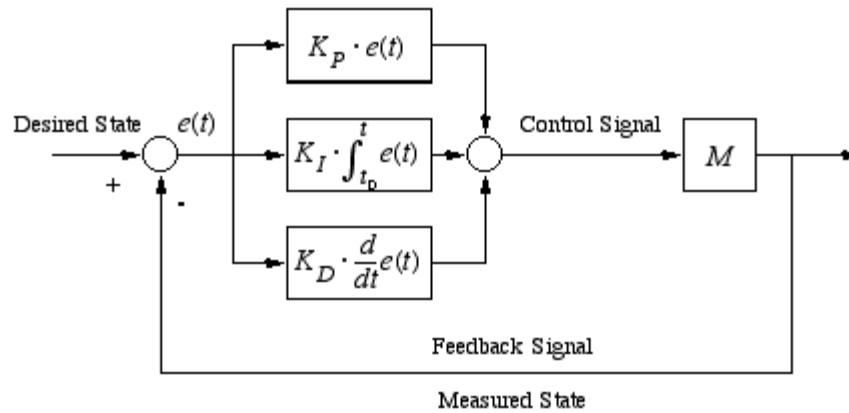 K_P · e(t)
Desired State
e(t)
+
-
K_I · ∫_{t_0}^{t} e(t)
Control Signal
M
K_D · d/dt e(t)
Feedback Signal
Measured State